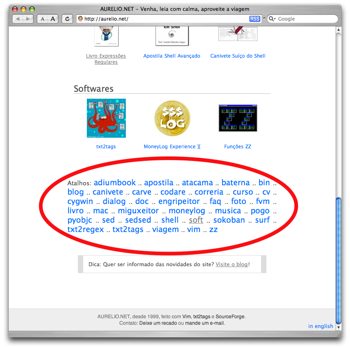 AURELIO.NET – Venha, leia com calma, aproveite a viagem
http://aurelio.net/
RSS
Google
Livro Expressões Regulares
Apostila Shell Avançado
Canivete Suíço do Shell
Softwares
txt2tags
MoneyLog Experience ][
Funções ZZ
LOG
Atalhos: adiumbook .. apostila .. atacama .. baterna .. bin ..
blog .. canivete .. carve .. codare .. correria .. curso .. cv ..
cygwin .. dialog .. doc .. engripeitor .. faq .. foto .. fvm ..
livro .. mac .. miguxeitor .. moneylog .. musica .. pogo ..
pyobjc .. sed .. sedsed .. shell .. soft .. sokoban .. surf ..
txt2regex .. txt2tags .. viagem .. vim .. zz
Dica: Quer ser informado das novidades do site? Visite o blog!
AURELIO.NET, desde 1999, feito com Vim, txt2tags e SourceForge.
Contato: Deixe um recado ou mande um e-mail.
in english